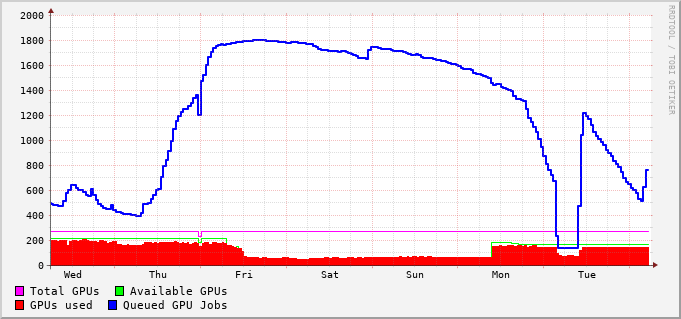 2000
1800
1600
1400
1200
1000
800
600
400
200
0
Wed Thu Fri Sat Sun Mon Tue
Total GPUs Available GPUs
GPUs used Queued GPU Jobs
RRDTOOL / TOBI OETIKER